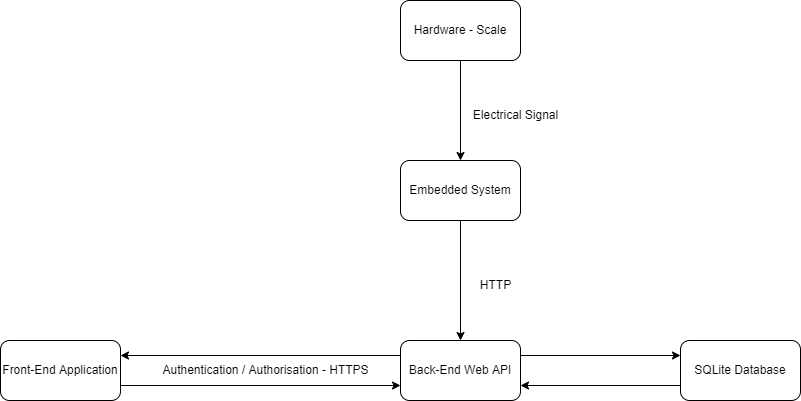 Hardware - Scale
Electrical Signal
Embedded System
HTTP
Front-End Application
Authentication / Authorisation - HTTPS
Back-End Web API
SQLite Database